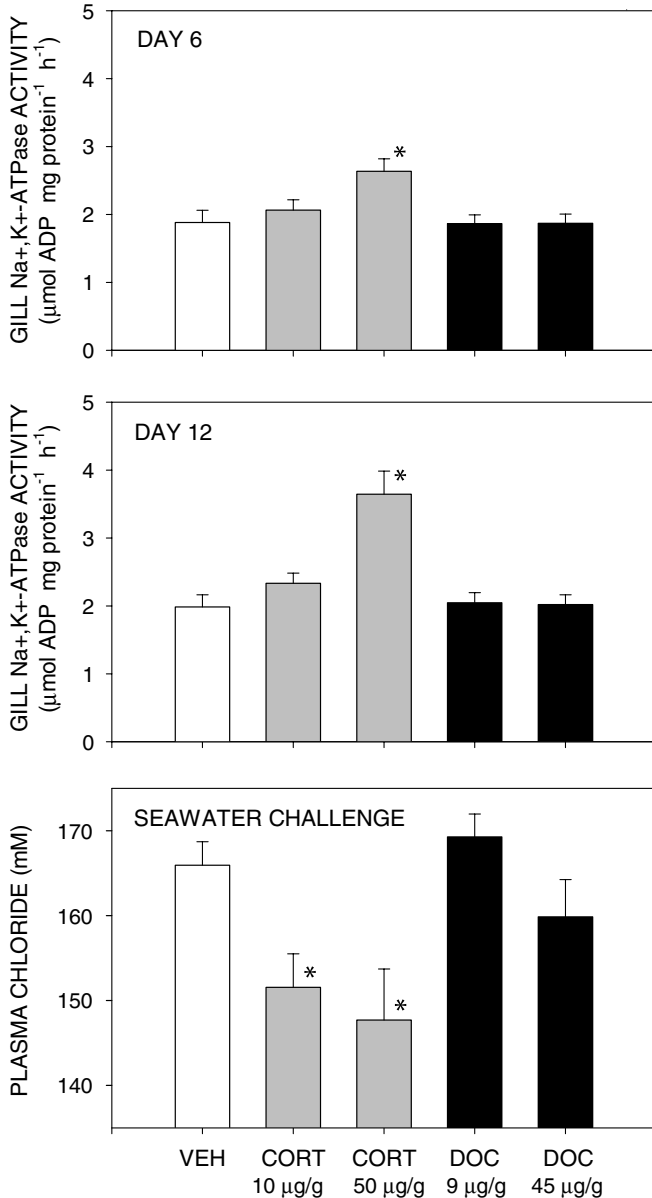 GILL Na+,K+-ATPase ACTIVITY
(µmol ADP mg protein⁻¹ h⁻¹)
5
4
3
2
1
0
DAY 6
*
GILL Na+,K+-ATPase ACTIVITY
(µmol ADP mg protein⁻¹ h⁻¹)
5
4
3
2
1
0
DAY 12
*
PLASMA CHLORIDE (mM)
170
160
150
140
SEAWATER CHALLENGE
*
*
VEH CORT CORT DOC DOC
10 µg/g 50 µg/g 9 µg/g 45 µg/g